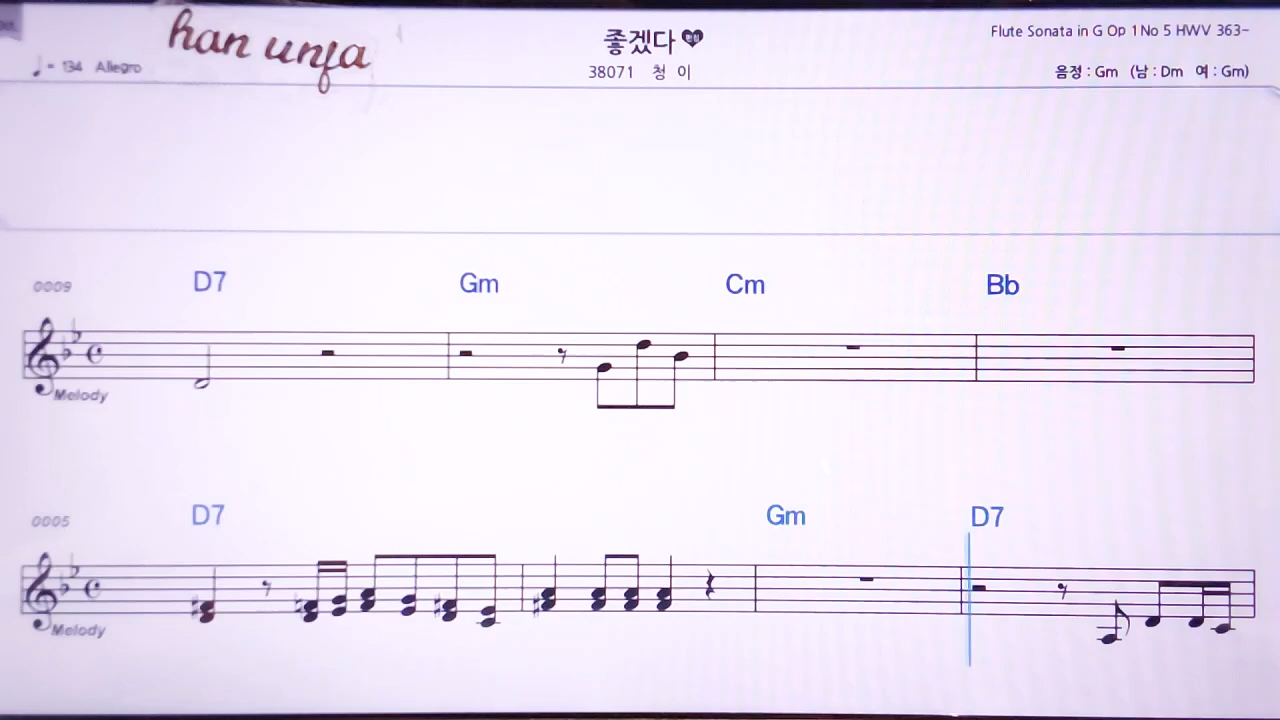 han unfa
좋겠다
Flute Sonata in G Op 1 No 5 HWV 363-
♩= 134 Allegro
38071 청 이
음정 : Gm (남 : Dm 여 : Gm)
0009 D7 Gm Cm Bb
Melody
0005 D7 Gm D7
Melody